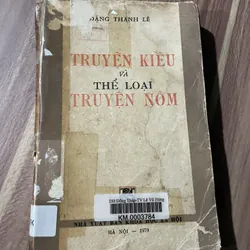 ĐẶNG THANH LÊ
TRUYỆN KIỀU
VÀ
THỂ LOẠI
TRUYỆN NÔM
KM.0003784
NHÀ XUẤT BẢN KHOA HỌC XÃ HỘI
HÀ NỘI — 1979